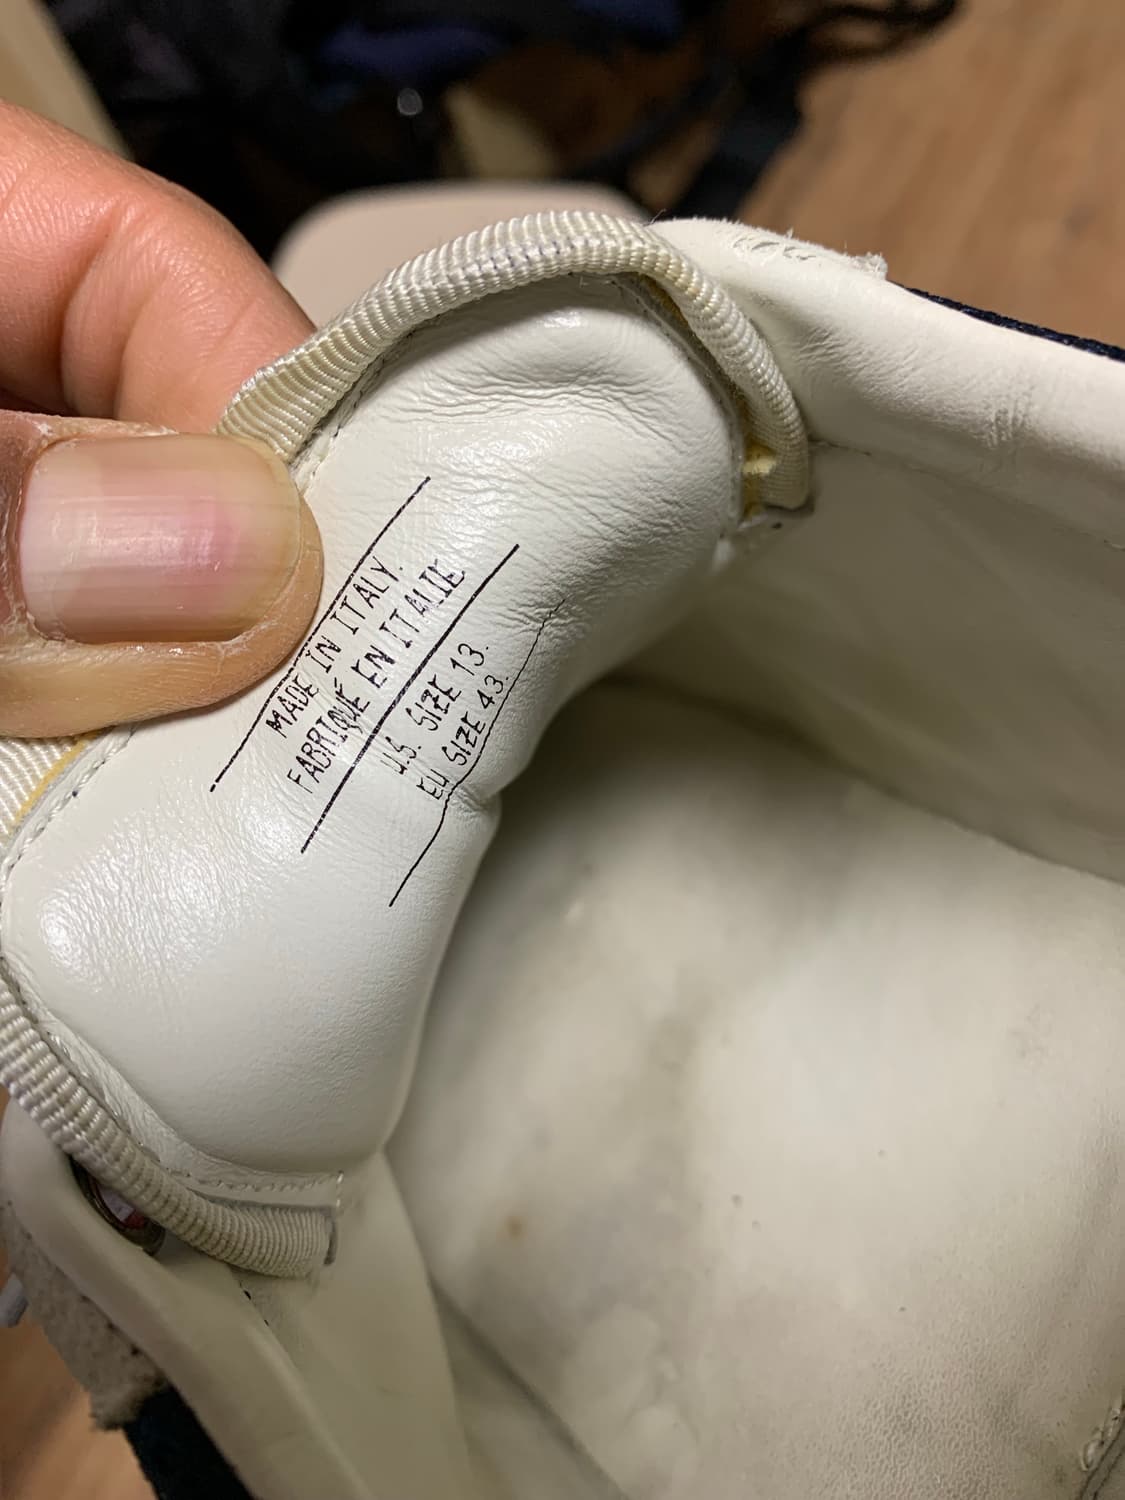 MADE IN ITALY.
FABRIQUÉ EN ITALIE
U.S. SIZE 13.
EU SIZE 43.